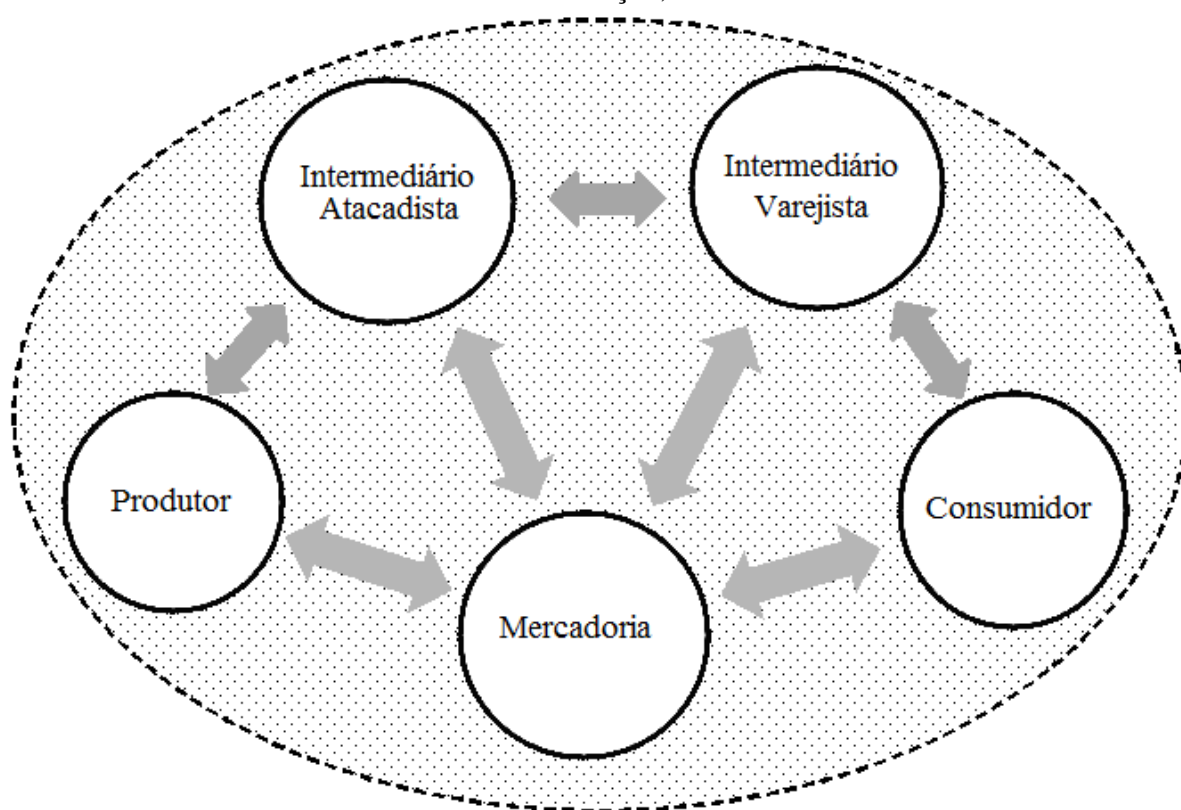 Intermediário
Atacadista
Intermediário
Varejista
Produtor
Consumidor
Mercadoria